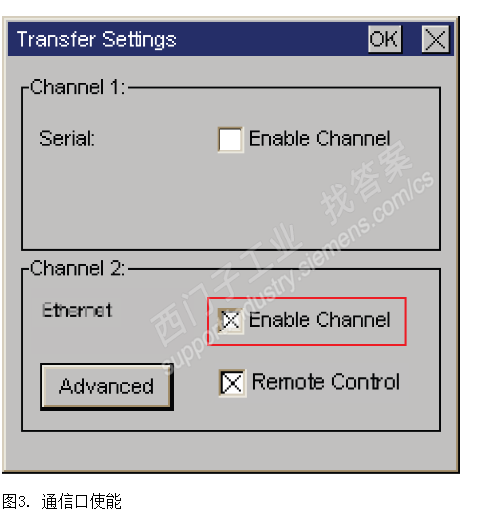 Transfer Settings OK
Channel 1:
Serial: Enable Channel
Channel 2:
Ethernet Enable Channel
Advanced Remote Control
西门子工业 找答案
support.industry.siemens.com/cs
图3. 通信口使能